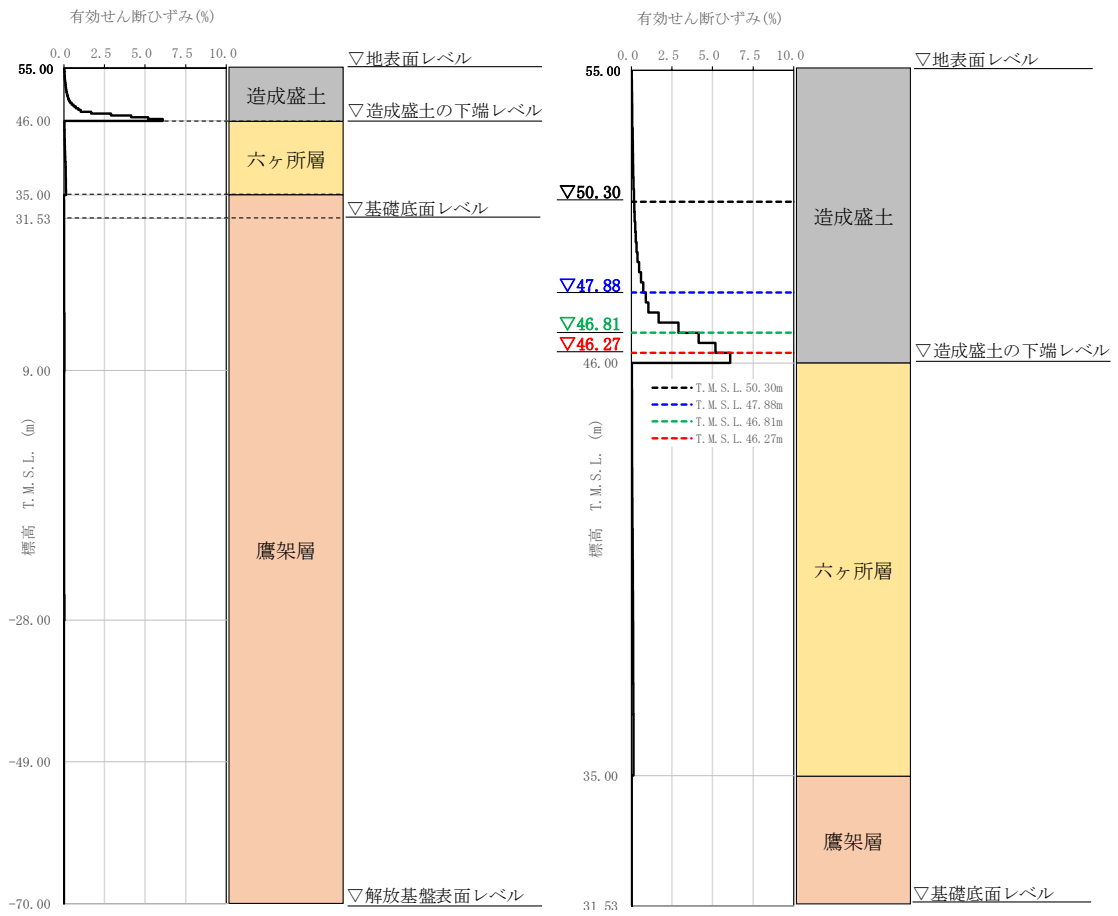 有効せん断ひずみ(%)
0.0 2.5 5.0 7.5 10.0
55.00
▽地表面レベル
造成盛土
▽造成盛土の下端レベル
46.00
六ヶ所層
35.00
▽基礎底面レベル
31.53
9.00
標高 T.M.S.L. (m)
鷹架層
-28.00
-49.00
-70.00
▽解放基盤表面レベル
有効せん断ひずみ(%)
0.0 2.5 5.0 7.5 10.0
55.00
▽地表面レベル
▽50.30
造成盛土
▽47.88
▽46.81
▽46.27
▽造成盛土の下端レベル
46.00
T.M.S.L.50.30m
T.M.S.L.47.88m
T.M.S.L.46.81m
T.M.S.L.46.27m
標高 T.M.S.L. (m)
六ヶ所層
35.00
鷹架層
▽基礎底面レベル
31.53